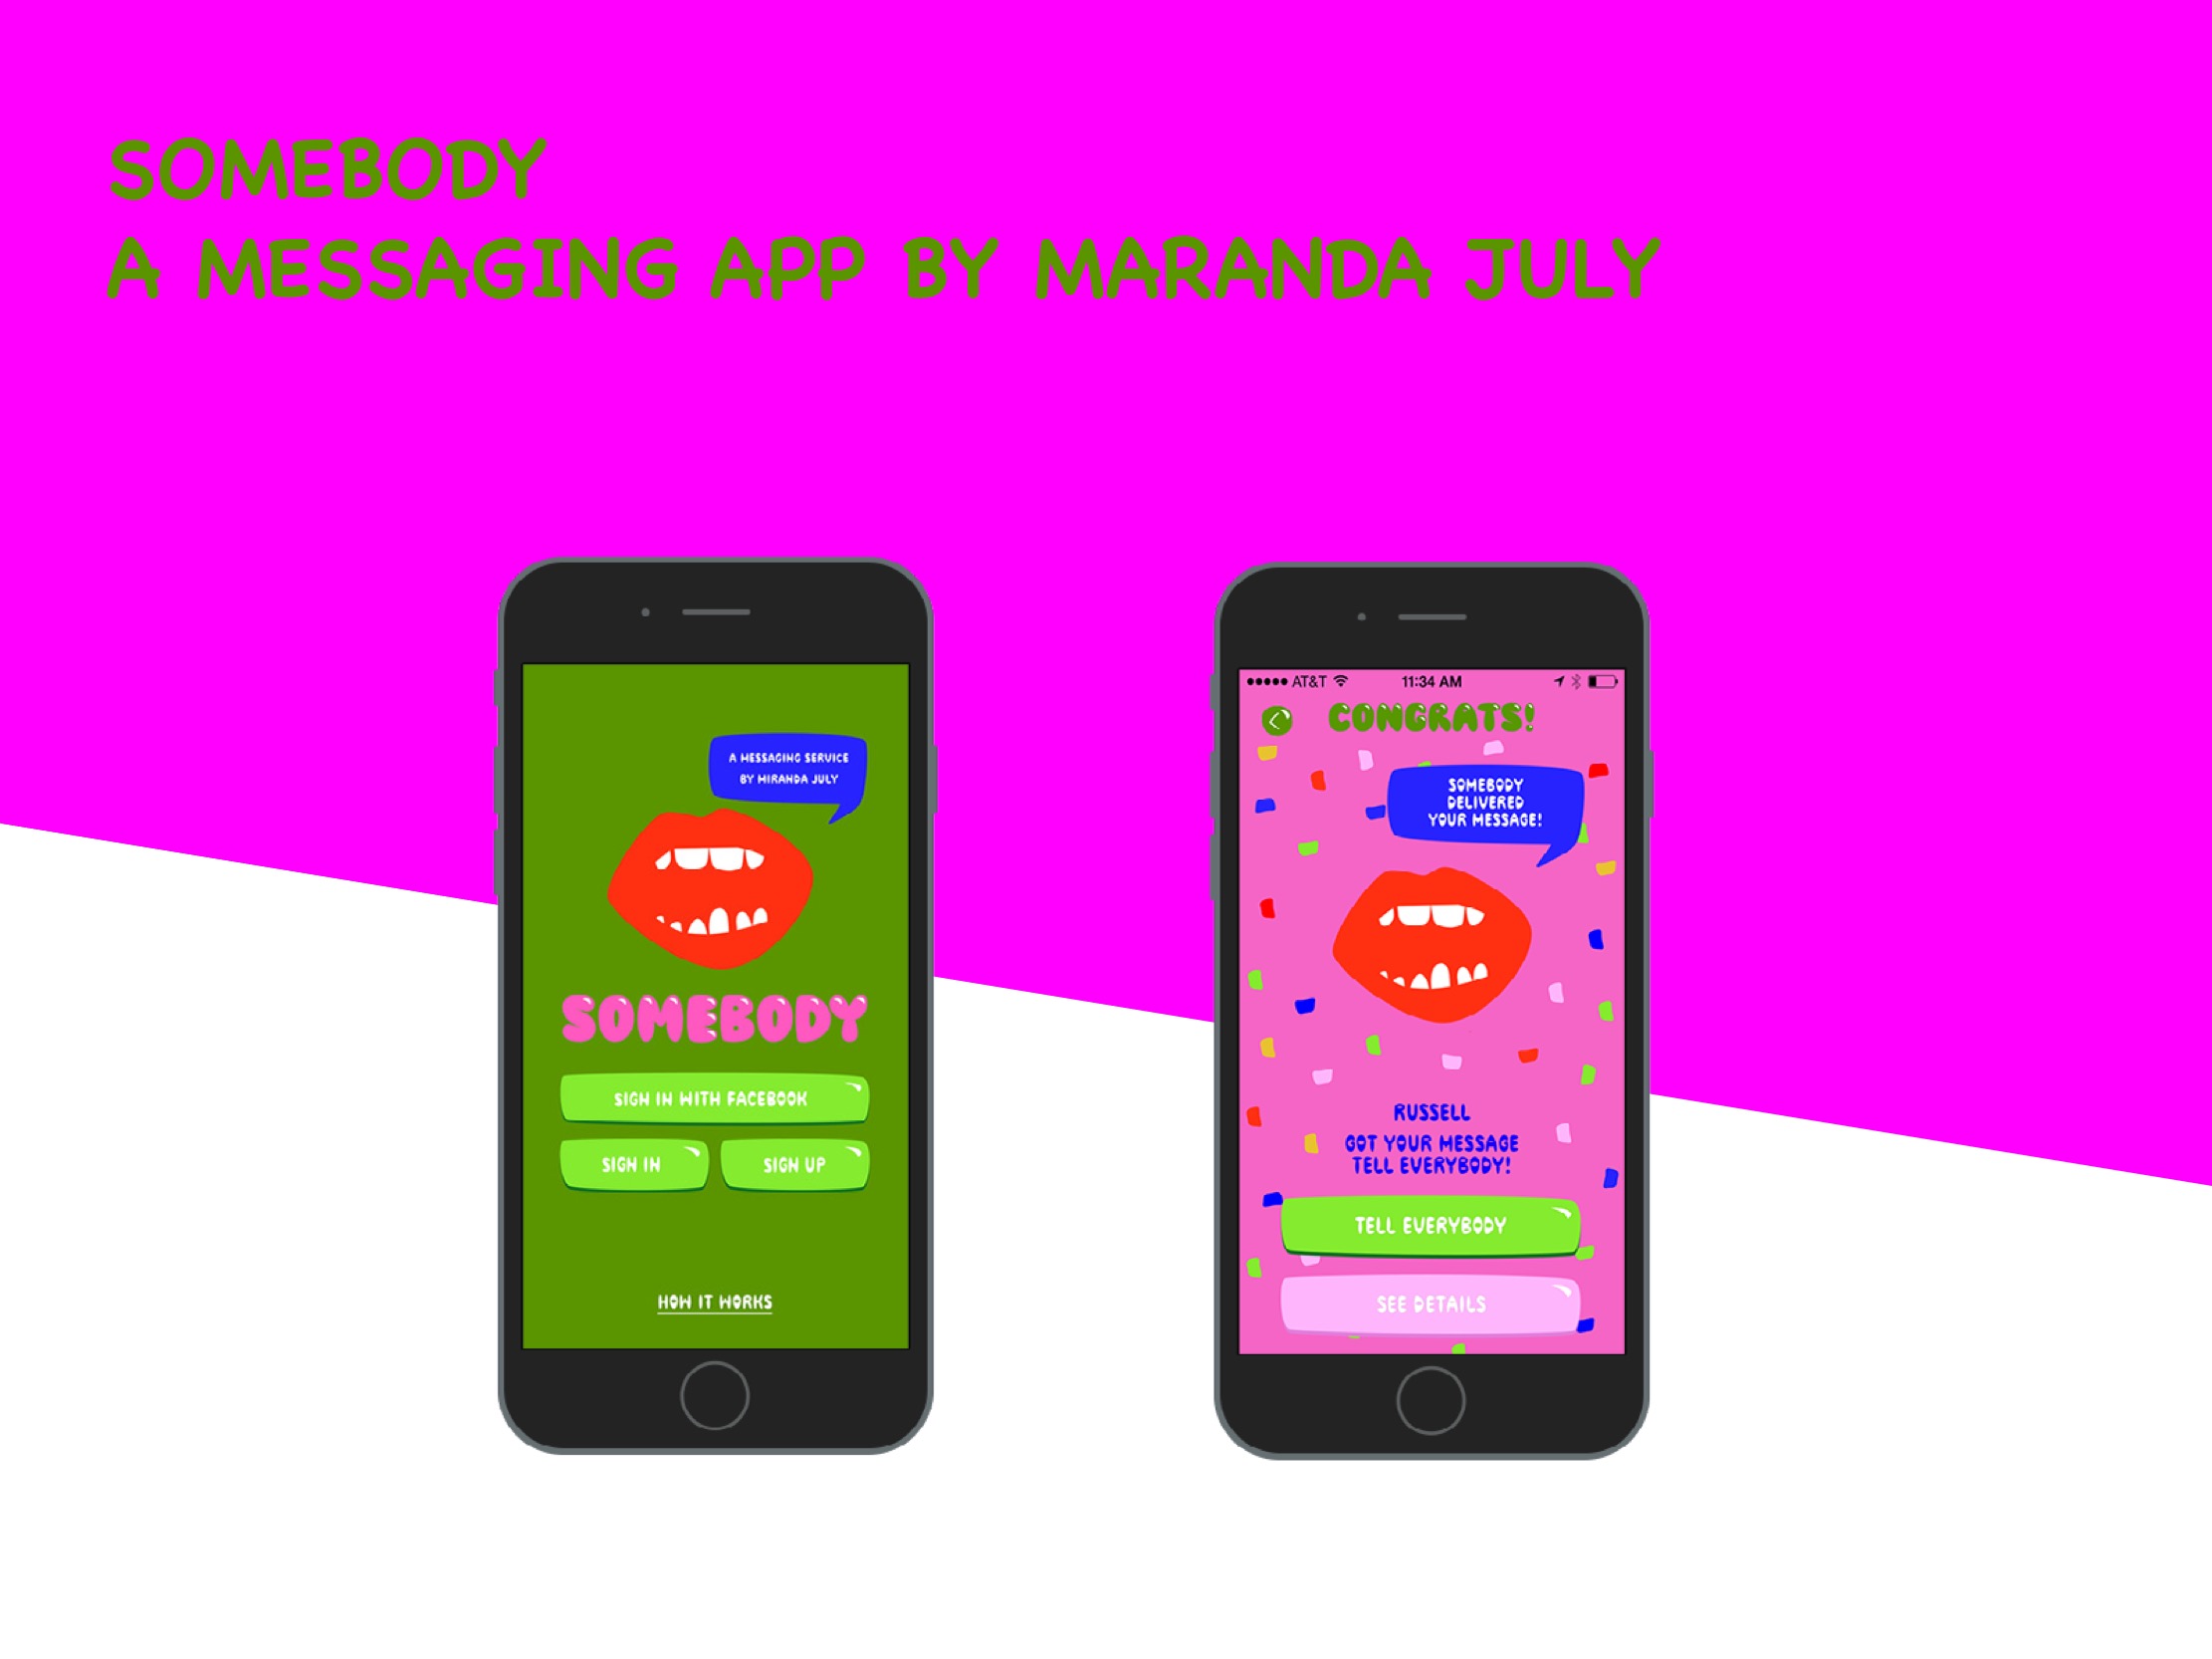 SOMEBODY
A MESSAGING APP BY MARANDA JULY
A MESSAGING SERVICE
BY MIRANDA JULY
SOMEBODY
SIGN IN WITH FACEBOOK
SIGN IN
SIGN UP
HOW IT WORKS
AT&T 11:34 AM
CONGRATS!
SOMEBODY
DELIVERED
YOUR MESSAGE!
RUSSELL
GOT YOUR MESSAGE
TELL EVERYBODY!
TELL EVERYBODY
SEE DETAILS